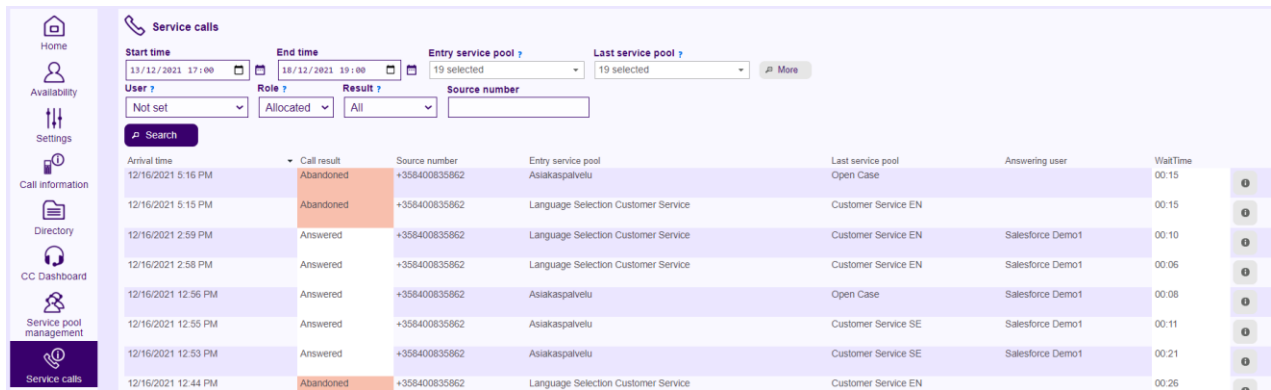 Home
Availability
Settings
Call information
Directory
CC Dashboard
Service pool
management
Service calls
Service calls
Start time End time Entry service pool ? Last service pool ?
13/12/2021 17:00 18/12/2021 19:00 19 selected 19 selected More
User ? Role ? Result ? Source number
Not set Allocated All
Search
Arrival time Call result Source number Entry service pool Last service pool Answering user WaitTime
12/16/2021 5:16 PM Abandoned +358400835862 Asiakaspalvelu Open Case 00:15
12/16/2021 5:15 PM Abandoned +358400835862 Language Selection Customer Service Customer Service EN 00:15
12/16/2021 2:59 PM Answered +358400835862 Language Selection Customer Service Customer Service EN Salesforce Demo1 00:10
12/16/2021 2:58 PM Answered +358400835862 Language Selection Customer Service Customer Service EN Salesforce Demo1 00:06
12/16/2021 12:56 PM Answered +358400835862 Asiakaspalvelu Open Case Salesforce Demo1 00:08
12/16/2021 12:55 PM Answered +358400835862 Asiakaspalvelu Customer Service SE Salesforce Demo1 00:11
12/16/2021 12:53 PM Answered +358400835862 Asiakaspalvelu Customer Service SE Salesforce Demo1 00:21
12/16/2021 12:44 PM Abandoned +358400835862 Language Selection Customer Service Customer Service EN 00:26